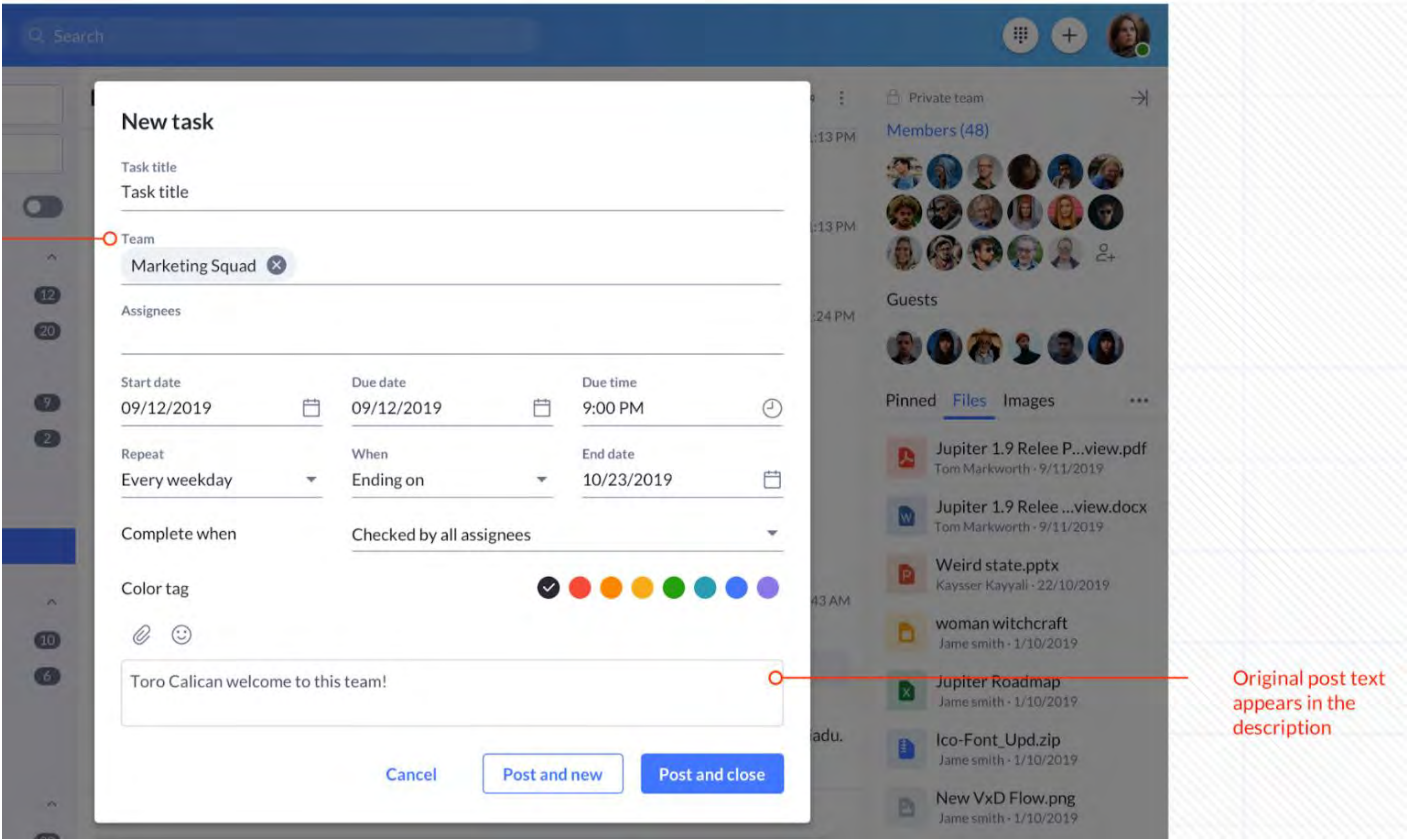 Search
New task
Task title
Task title
Team
Marketing Squad
Assignees
Start date
Due date
Due time
09/12/2019
09/12/2019
9:00 PM
Repeat
When
End date
Every weekday
Ending on
10/23/2019
Complete when
Checked by all assignees
Color tag
Toro Calican welcome to this team!
Cancel
Post and new
Post and close
12
20
9
2
10
6
:13 PM
:13 PM
:24 PM
43 AM
adu.
Private team
Members (48)
Guests
Pinned Files Images
Jupiter 1.9 Relee P...view.pdf
Tom Markworth · 9/11/2019
Jupiter 1.9 Relee ...view.docx
Tom Markworth · 9/11/2019
Weird state.pptx
Kaysser Kayyali · 22/10/2019
woman witchcraft
Jame smith · 1/10/2019
Jupiter Roadmap
Jame smith · 1/10/2019
Ico-Font_Upd.zip
Jame smith · 1/10/2019
New VxD Flow.png
Jame smith · 1/10/2019
Original post text
appears in the
description